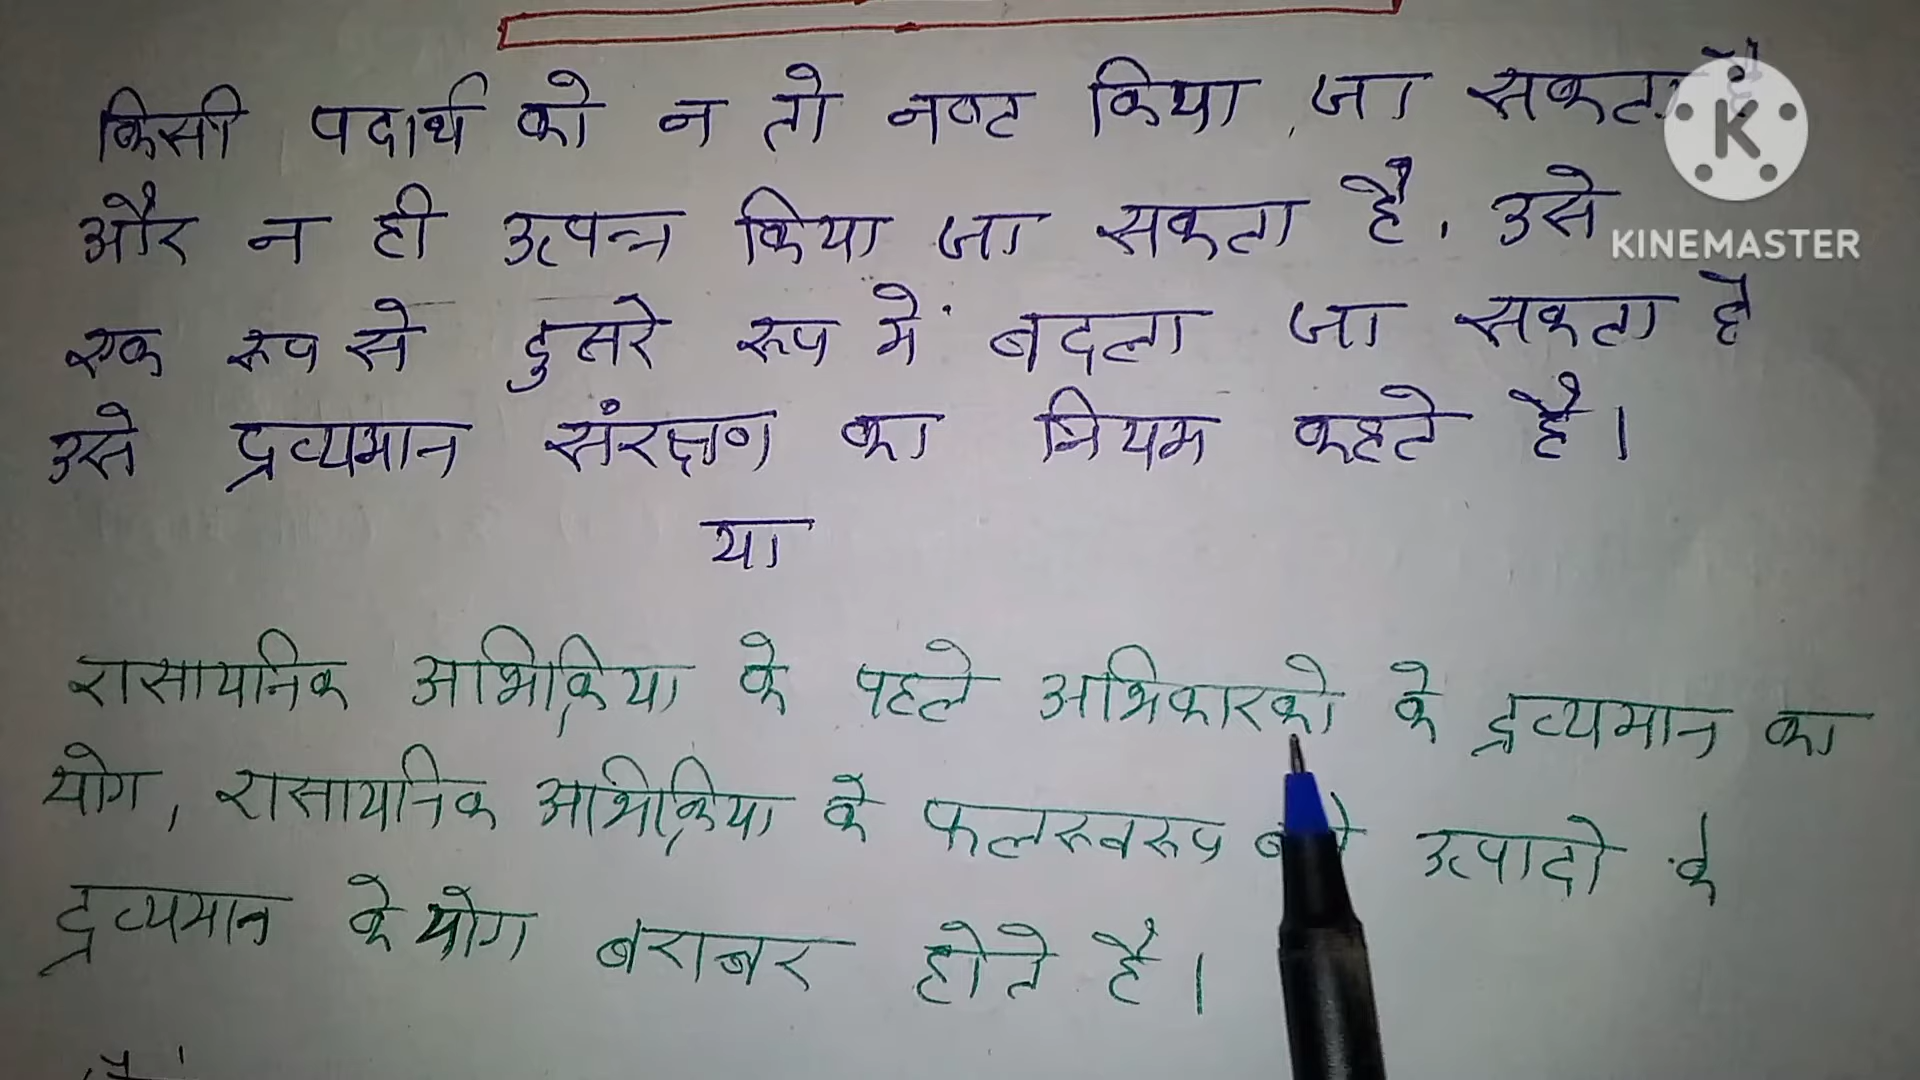 किसी पदार्थ को न तो नष्ट किया जा सकता है
K
और न ही उत्पन्न किया जा सकता है, उसे
KINEMASTER
एक रूप से दुसरे रूप में बदला जा सकता है
उसे द्रव्यमान संरक्षण का नियम कहते है।
या
रासायनिक अभिक्रिया के पहले अभिकारको के द्रव्यमान का
योग, रासायनिक अभिक्रिया के फलस्वरूप उत्पादो के
द्रव्यमान के योग बराबर होते है।